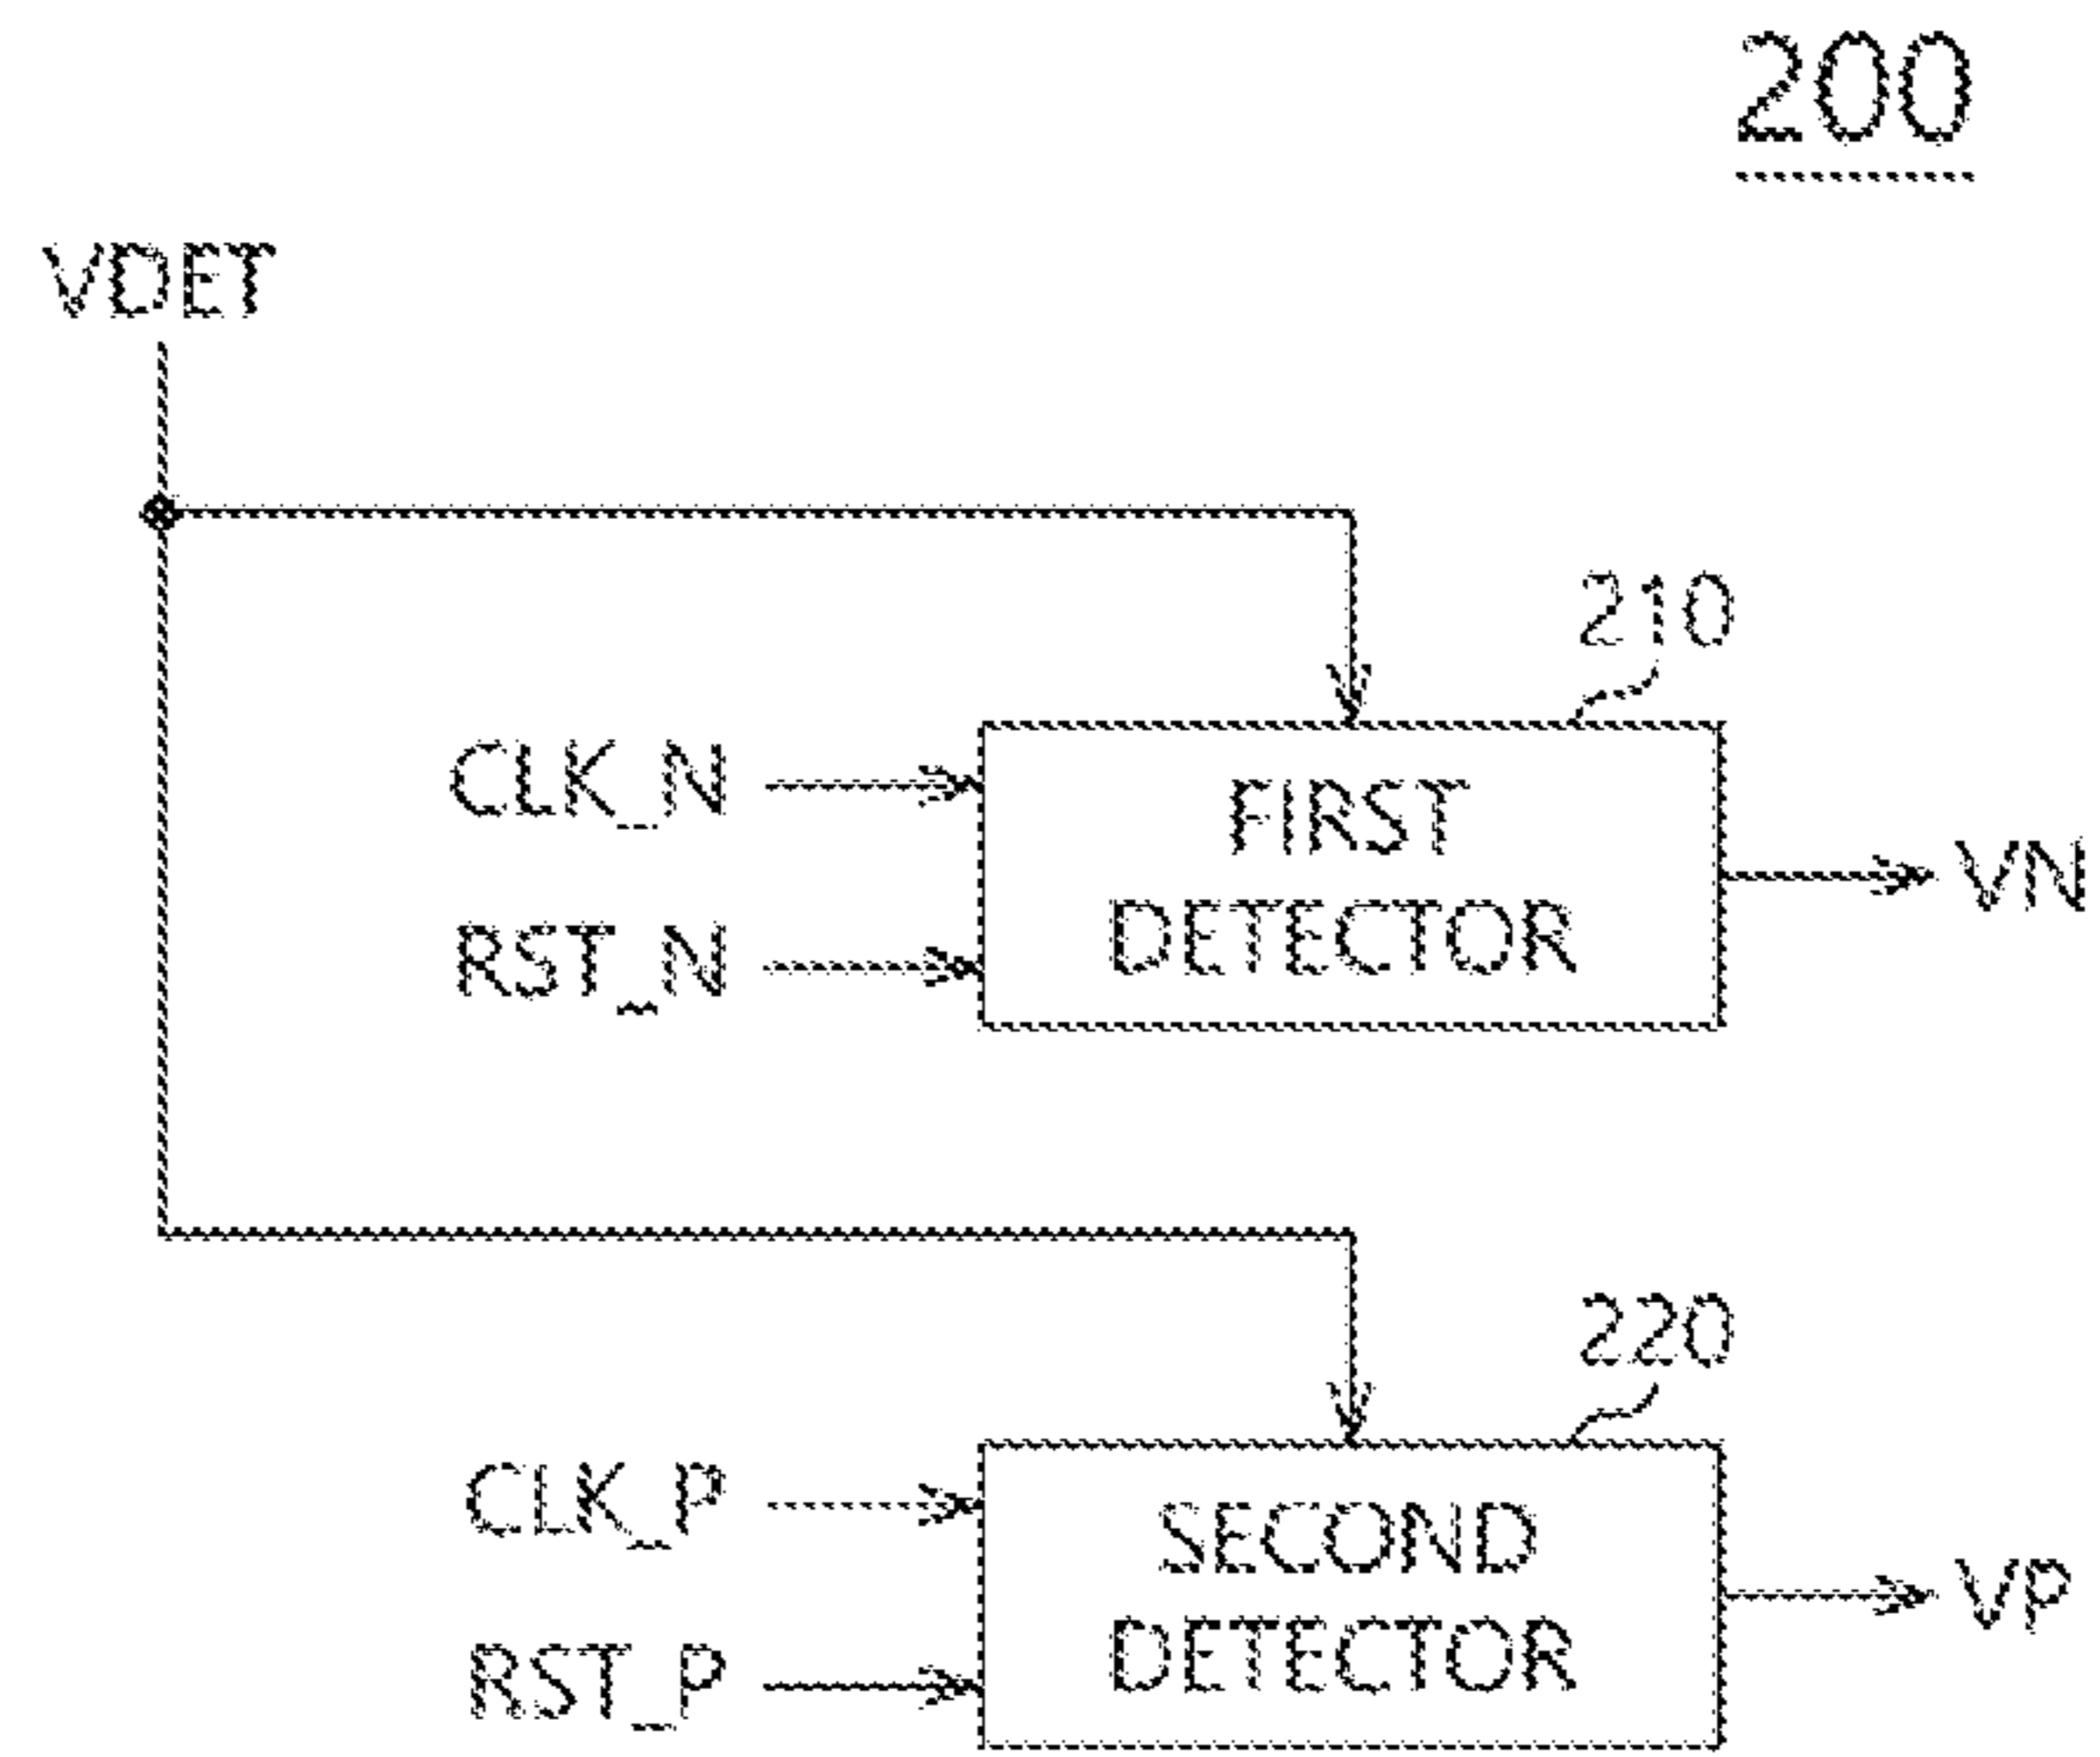 200
VDET
210
CLK_N
FIRST
DETECTOR
RST_N
VN
220
CLK_P
SECOND
DETECTOR
RST_P
VP